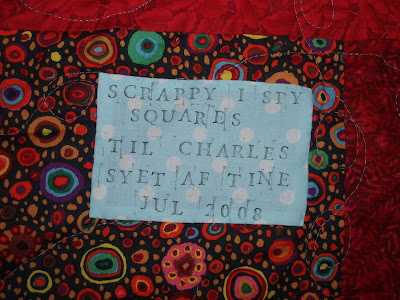 SCRAPPY I SPY
SQUARES
TIL CHARLES
SYET AF TINE
JUL 2008